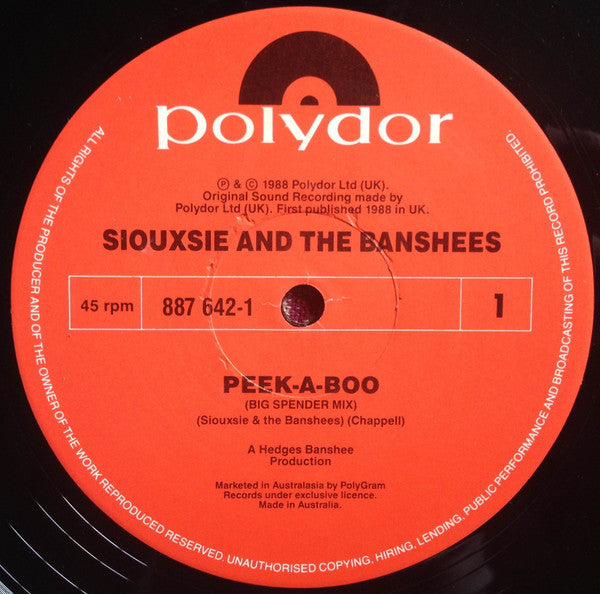 polydor
Ⓟ & © 1988 Polydor Ltd (UK).
Original Sound Recording made by
Polydor Ltd (UK). First published 1988 in UK.
SIOUXSIE AND THE BANSHEES
45 rpm 887 642-1 1
PEEK-A-BOO
(BIG SPENDER MIX)
(Siouxsie & the Banshees) (Chappell)
A Hedges Banshee
Production
Marketed in Australasia by PolyGram
Records under exclusive licence.
Made in Australia.
ALL RIGHTS OF THE PRODUCER AND OF THE OWNER OF THE WORK REPRODUCED RESERVED. UNAUTHORISED COPYING, HIRING, LENDING, PUBLIC PERFORMANCE AND BROADCASTING OF THIS RECORD PROHIBITED.